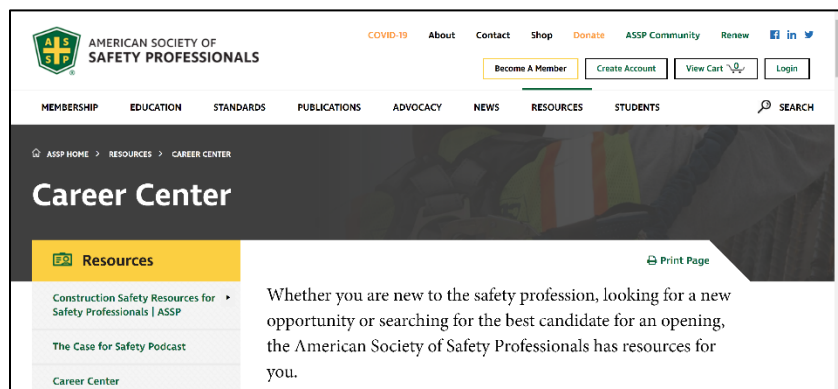 A S
S P
AMERICAN SOCIETY OF
SAFETY PROFESSIONALS
COVID-19 About Contact Shop Donate ASSP Community Renew
Become A Member Create Account View Cart 0 Login
MEMBERSHIP EDUCATION STANDARDS PUBLICATIONS ADVOCACY NEWS RESOURCES STUDENTS SEARCH
ASSP HOME > RESOURCES > CAREER CENTER
Career Center
Resources
Print Page
Construction Safety Resources for
Safety Professionals | ASSP
The Case for Safety Podcast
Career Center
Whether you are new to the safety profession, looking for a new
opportunity or searching for the best candidate for an opening,
the American Society of Safety Professionals has resources for
you.